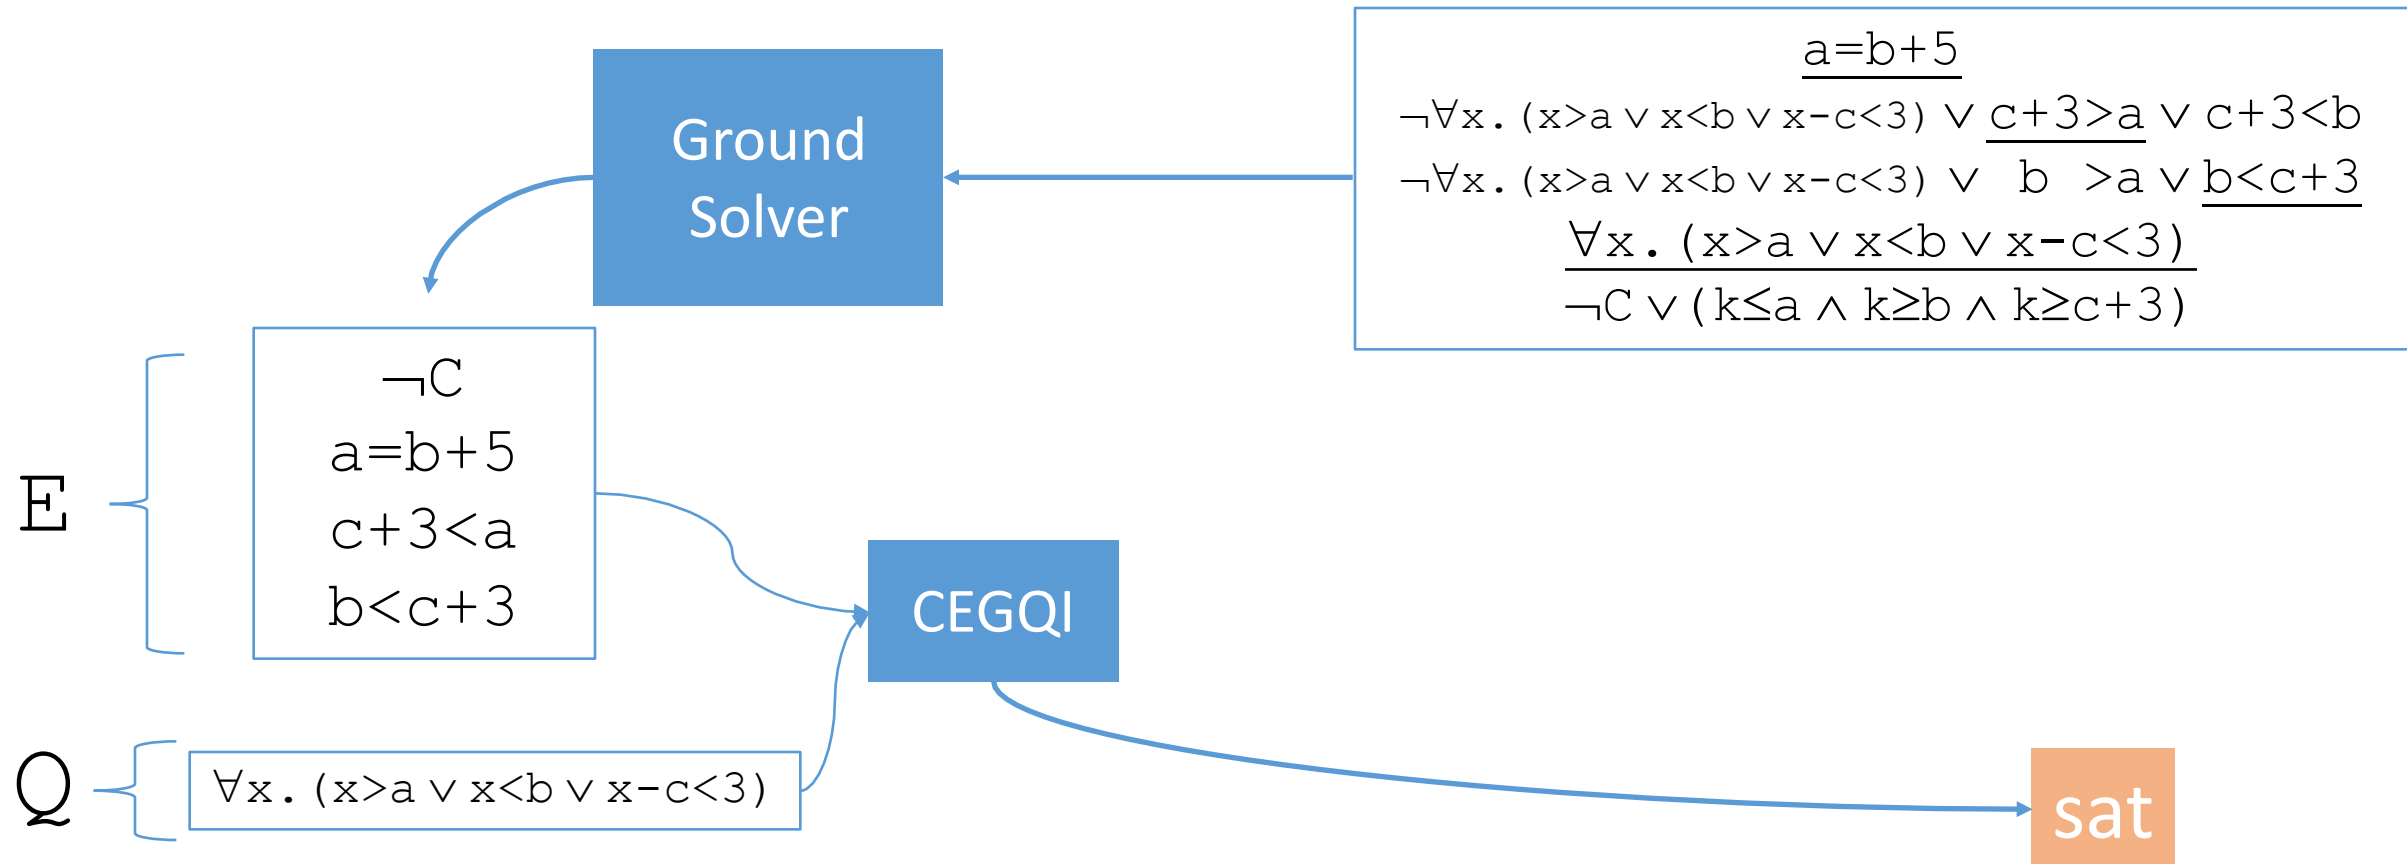 a=b+5
¬∀x.(x>a ∨ x<b ∨ x-c<3) ∨ c+3>a ∨ c+3<b
¬∀x.(x>a ∨ x<b ∨ x-c<3) ∨ b >a ∨ b<c+3
∀x.(x>a ∨ x<b ∨ x-c<3)
¬C ∨ (k≤a ∧ k≥b ∧ k≥c+3)
Ground
Solver
E
¬C
a=b+5
c+3<a
b<c+3
CEGQI
Q
∀x.(x>a ∨ x<b ∨ x-c<3)
sat